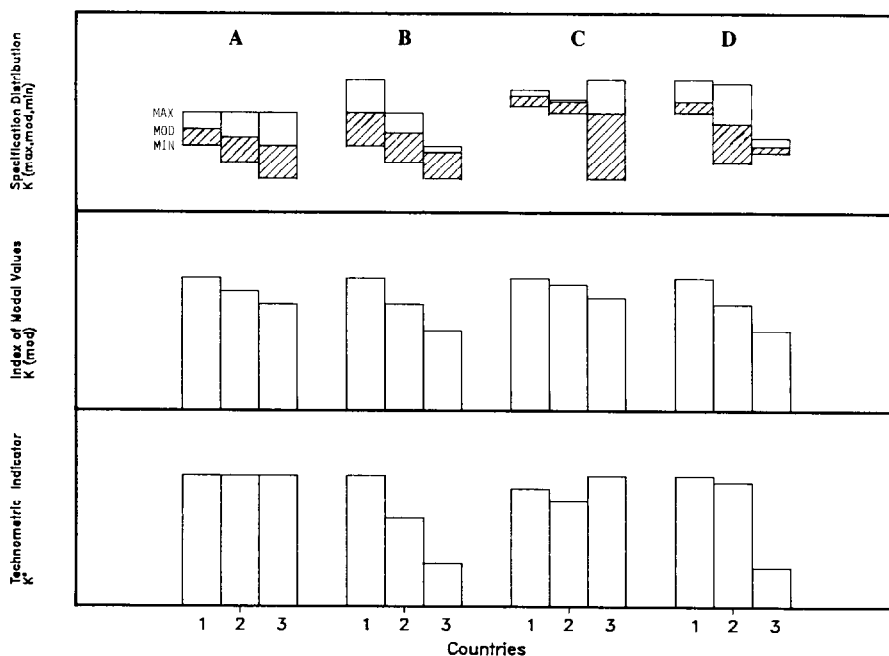 A B C D
Specification Distribution
K (max,mod,min)
MAX
MOD
MIN
Index of Modal Values
K (mod)
Technometric Indicator
K*
1 2 3 1 2 3 1 2 3 1 2 3
Countries